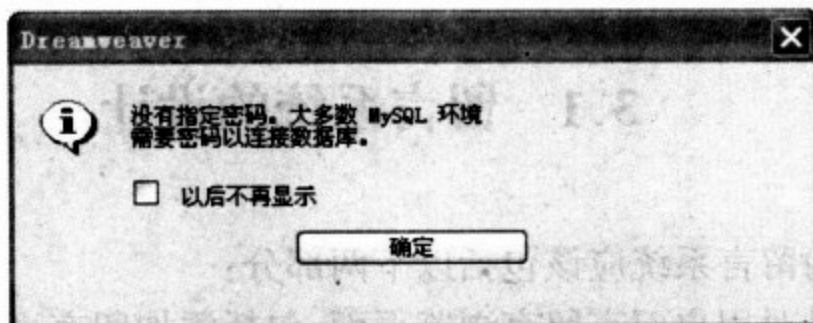 Dreamweaver
没有指定密码。大多数 MySQL 环境
需要密码以连接数据库。
以后不再显示
确定